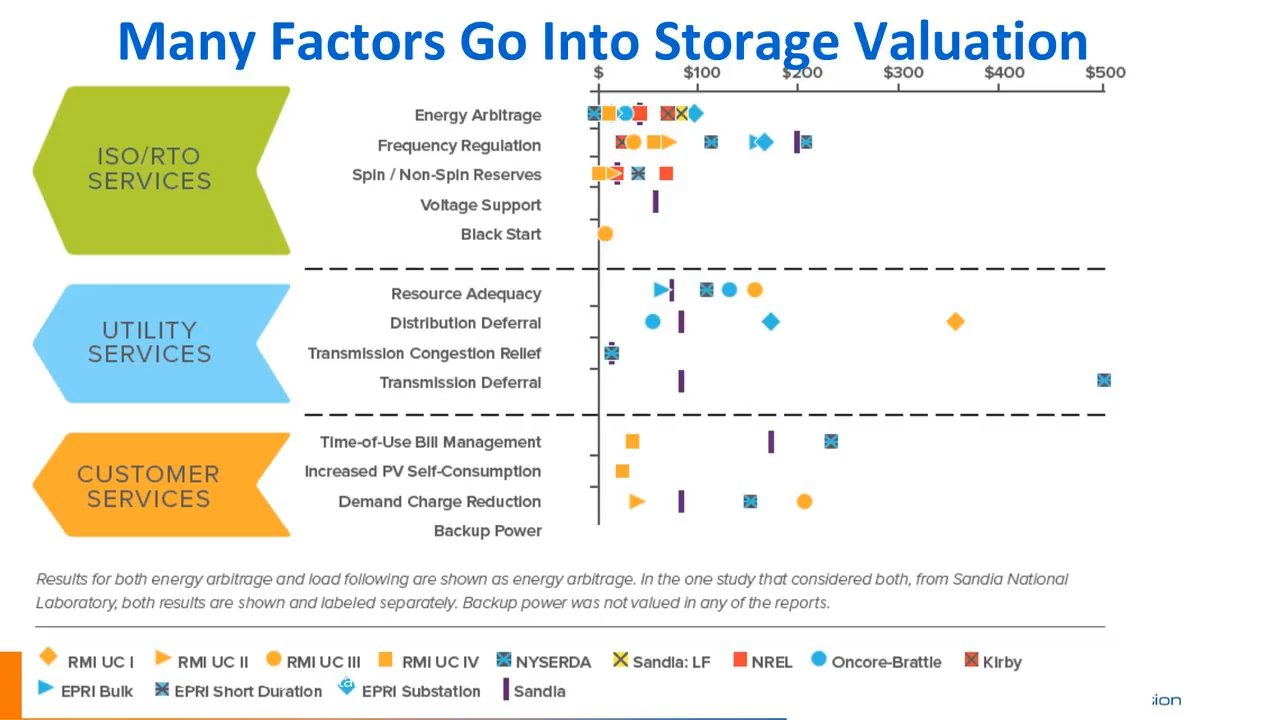 Many Factors Go Into Storage Valuation
$ $100 $200 $300 $400 $500
ISO/RTO
SERVICES
Energy Arbitrage
Frequency Regulation
Spin / Non-Spin Reserves
Voltage Support
Black Start
UTILITY
SERVICES
Resource Adequacy
Distribution Deferral
Transmission Congestion Relief
Transmission Deferral
CUSTOMER
SERVICES
Time-of-Use Bill Management
Increased PV Self-Consumption
Demand Charge Reduction
Backup Power
Results for both energy arbitrage and load following are shown as energy arbitrage. In the one study that considered both, from Sandia National
Laboratory, both results are shown and labeled separately. Backup power was not valued in any of the reports.
RMI UC I RMI UC II RMI UC III RMI UC IV NYSERDA Sandia: LF NREL Oncore-Brattle Kirby
EPRI Bulk EPRI Short Duration EPRI Substation Sandia